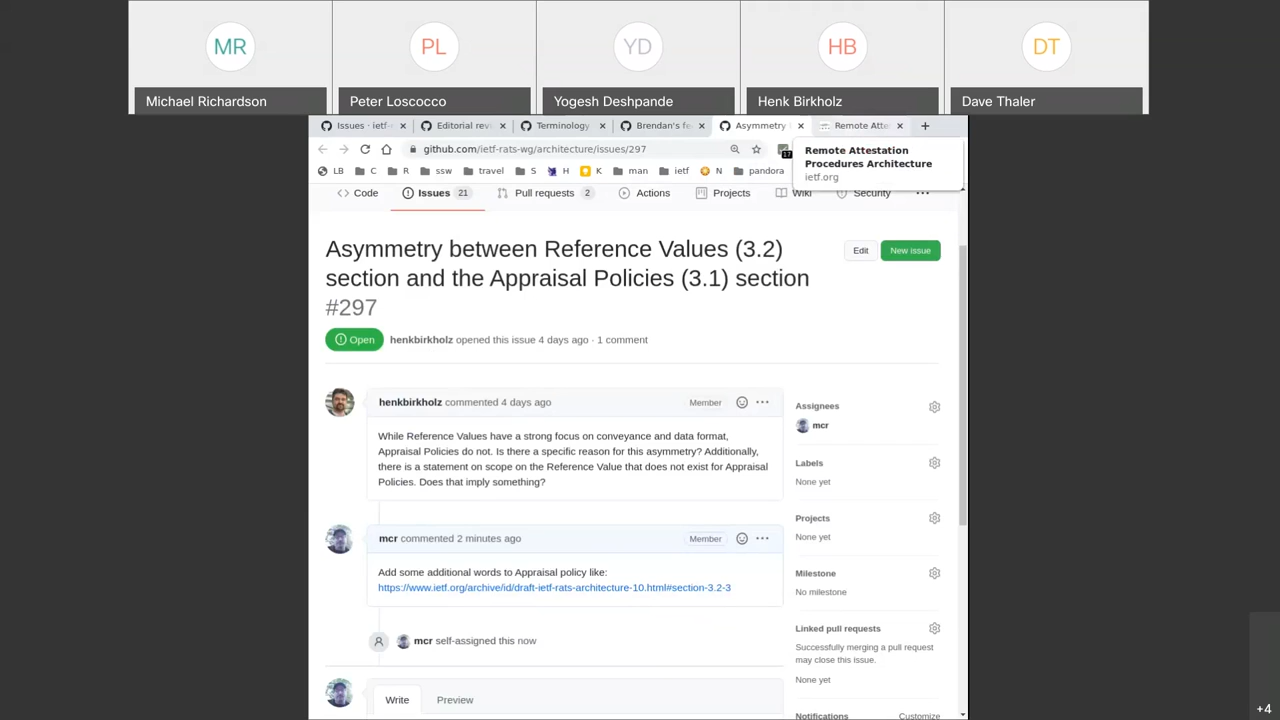 MR
PL
YD
HB
DT
Michael Richardson
Peter Loscocco
Yogesh Deshpande
Henk Birkholz
Dave Thaler
Issues · ietf-r
Editorial revi
Terminology
Brendan's fe
Asymmetry
Remote Atte
github.com/ietf-rats-wg/architecture/issues/297
17
Remote Attestation
Procedures Architecture
ietf.org
LB C R ssw travel S H K man ietf N pandora
Code
Issues 21
Pull requests 2
Actions
Projects
Wiki
Security
Asymmetry between Reference Values (3.2)
section and the Appraisal Policies (3.1) section
#297
Edit
New issue
Open
henkbirkholz opened this issue 4 days ago · 1 comment
henkbirkholz commented 4 days ago
Member
While Reference Values have a strong focus on conveyance and data format,
Appraisal Policies do not. Is there a specific reason for this asymmetry? Additionally,
there is a statement on scope on the Reference Value that does not exist for Appraisal
Policies. Does that imply something?
mcr commented 2 minutes ago
Member
Add some additional words to Appraisal policy like:
https://www.ietf.org/archive/id/draft-ietf-rats-architecture-10.html#section-3.2-3
mcr self-assigned this now
Write
Preview
Assignees
mcr
Labels
None yet
Projects
None yet
Milestone
No milestone
Linked pull requests
Successfully merging a pull request
may close this issue.
None yet
Notifications
Customize
+4